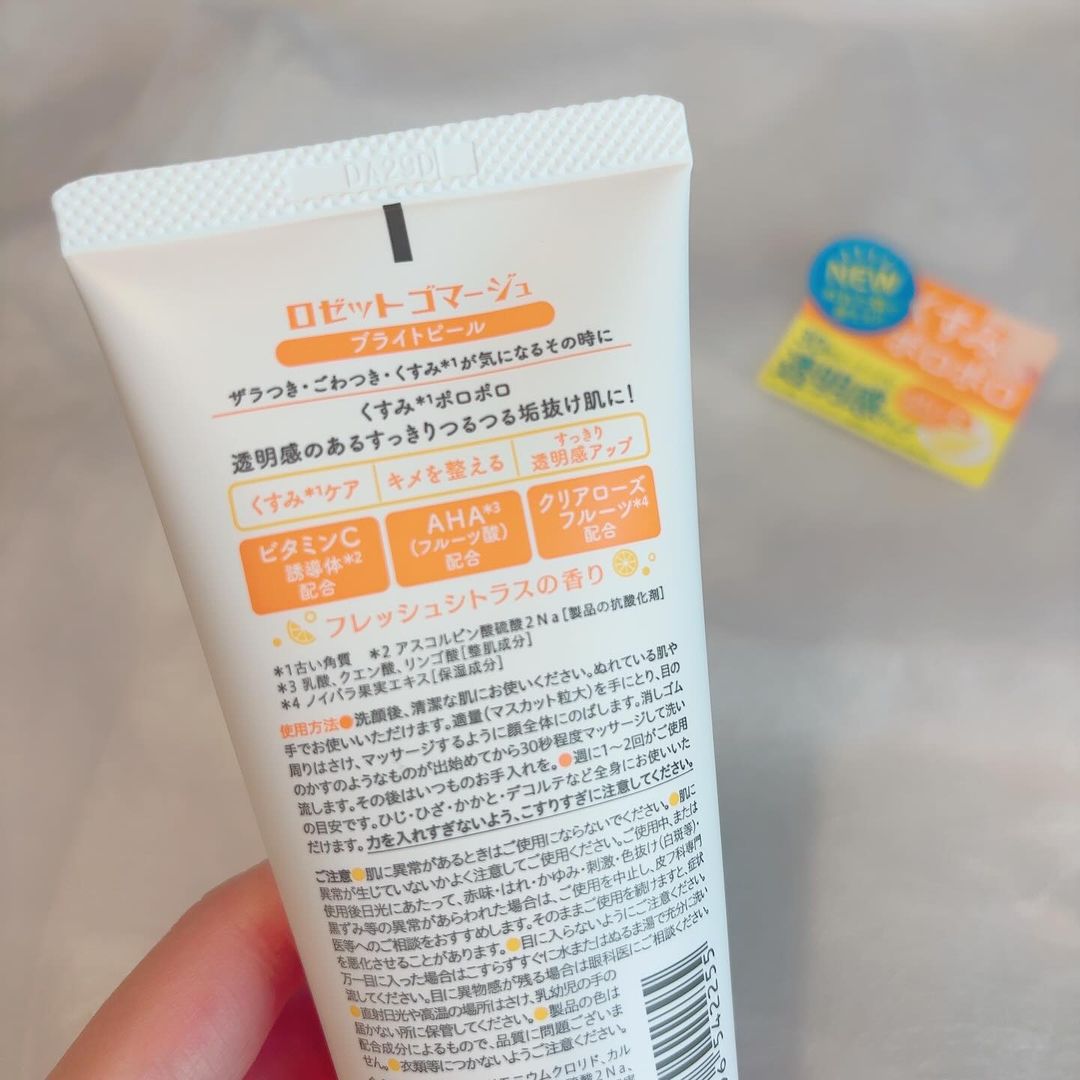 DA29D
ロゼット ゴマージュ
ブライトピール
ザラつき・ごわつき・くすみ*1が気になるその時に
くすみ*1ポロポロ
透明感のあるすっきりつるつる垢抜け肌に!
くすみ*1ケア
キメを整える
すっきり
透明感アップ
ビタミンC
誘導体*2
配合
AHA*3
(フルーツ酸)
配合
クリアローズ
フルーツ*4
配合
フレッシュシトラスの香り
*1古い角質 *2 アスコルビン酸硫酸2Na[製品の抗酸化剤]
*3 乳酸、クエン酸、リンゴ酸[整肌成分]
*4 ノイバラ果実エキス[保湿成分]
使用方法●洗顔後、清潔な肌にお使いください。ぬれている肌や
手でお使いいただけます。適量(マスカット粒大)を手にとり、目の
周りはさけ、マッサージするように顔全体にのばします。消しゴム
のかすのようなものが出始めてから30秒程度マッサージして洗い
流します。その後はいつものお手入れを。●週に1〜2回がご使用
の目安です。ひじ・ひざ・かかと・デコルテなど全身にお使いいた
だけます。力を入れすぎないよう、こすりすぎに注意してください。
ご注意●肌に異常があるときはご使用にならないでください。●肌に
異常が生じていないかよく注意してご使用ください。ご使用中、または
使用後日光にあたって、赤味・はれ・かゆみ・刺激・色抜け(白斑等)・
黒ずみ等の異常があらわれた場合は、ご使用を中止し、皮フ科専門
医等へのご相談をおすすめします。そのままご使用を続けますと、症状
を悪化させることがあります。●目に入らないようにご注意ください。
万一目に入った場合はこすらずすぐに水またはぬるま湯で充分に洗い
流してください。目に異物感が残る場合は眼科医にご相談ください。
●直射日光や高温の場所はさけ、乳幼児の手の
届かない所に保管してください。●製品の色は
配合成分によるもので、品質に問題ございま
せん。●衣類等につかないようご注意ください。
モニウムクロリド、カル
NEW
くすみ
ポロポロ
透明感